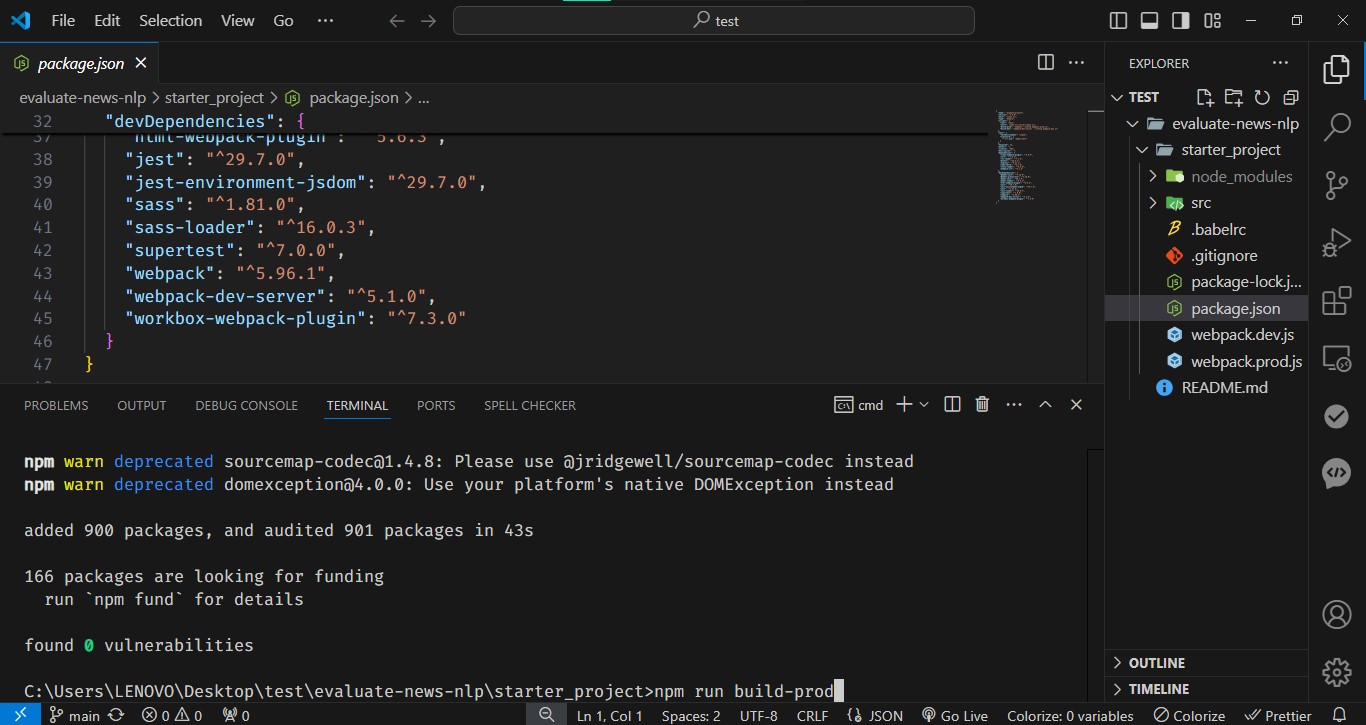 File Edit Selection View Go ··· test
package.json
evaluate-news-nlp > starter_project > package.json > ...
32 "devDependencies": {
37 "html-webpack-plugin": "^5.6.3",
38 "jest": "^29.7.0",
39 "jest-environment-jsdom": "^29.7.0",
40 "sass": "^1.81.0",
41 "sass-loader": "^16.0.3",
42 "supertest": "^7.0.0",
43 "webpack": "^5.96.1",
44 "webpack-dev-server": "^5.1.0",
45 "workbox-webpack-plugin": "^7.3.0"
46 }
47 }
PROBLEMS OUTPUT DEBUG CONSOLE TERMINAL PORTS SPELL CHECKER
cmd
npm warn deprecated sourcemap-codec@1.4.8: Please use @jridgewell/sourcemap-codec instead
npm warn deprecated domexception@4.0.0: Use your platform's native DOMException instead
added 900 packages, and audited 901 packages in 43s
166 packages are looking for funding
run `npm fund` for details
found 0 vulnerabilities
C:\Users\LENOVO\Desktop\test\evaluate-news-nlp\starter_project>npm run build-prod
EXPLORER
TEST
evaluate-news-nlp
starter_project
node_modules
src
.babelrc
.gitignore
package-lock.j...
package.json
webpack.dev.js
webpack.prod.js
README.md
OUTLINE
TIMELINE
main 0 0 0 Ln 1, Col 1 Spaces: 2 UTF-8 CRLF {} JSON Go Live Colorize: 0 variables Colorize Prettier